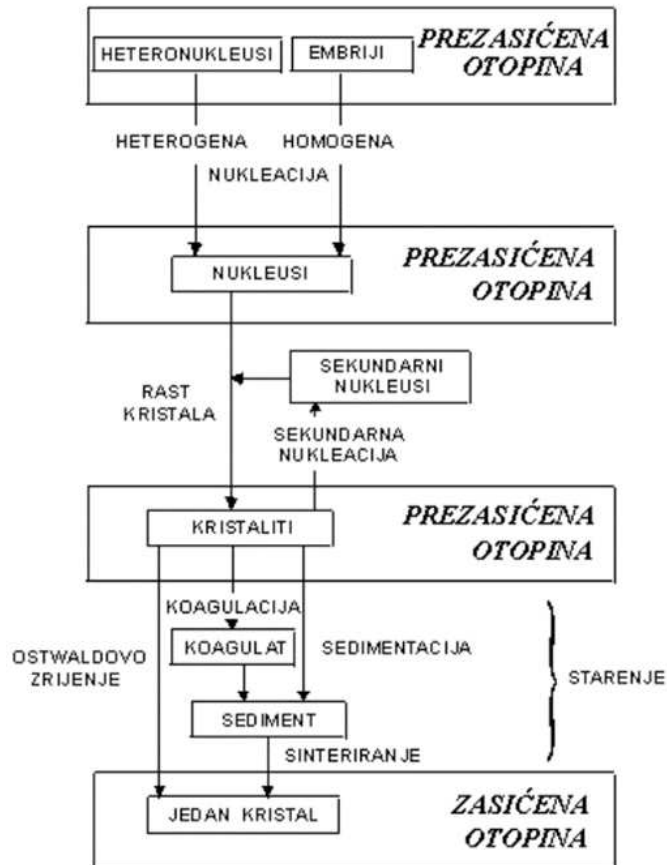 HETERONUKLEUSI
EMBRIJI
PREZASIĆENA
OTOPINA
HETEROGENA
HOMOGENA
NUKLEACIJA
NUKLEUSI
PREZASIĆENA
OTOPINA
SEKUNDARNI
NUKLEUSI
RAST
KRISTALA
SEKUNDARNA
NUKLEACIJA
KRISTALITI
PREZASIĆENA
OTOPINA
KOAGULACIJA
OSTWALDOVO
ZRIJENJE
KOAGULAT
SEDIMENTACIJA
STARENJE
SEDIMENT
SINTERIRANJE
JEDAN KRISTAL
ZASIĆENA
OTOPINA